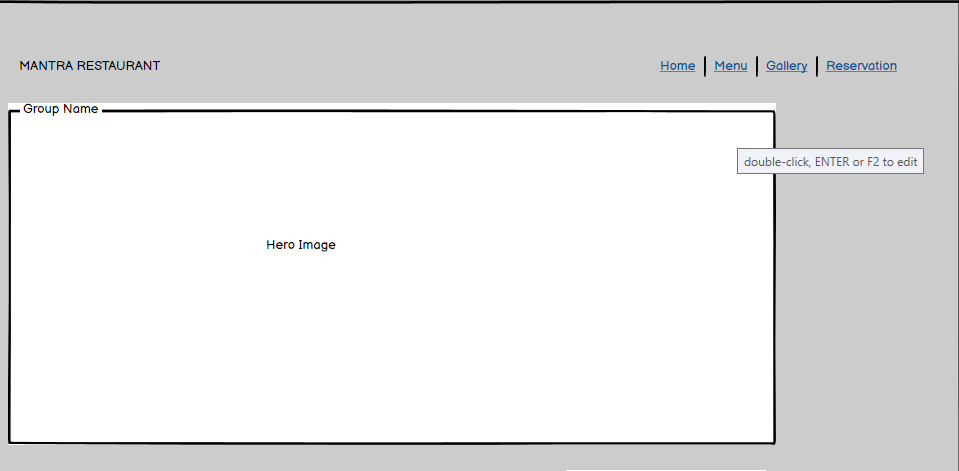 MANTRA RESTAURANT
Home | Menu | Gallery | Reservation
Group Name
double-click, ENTER or F2 to edit
Hero Image